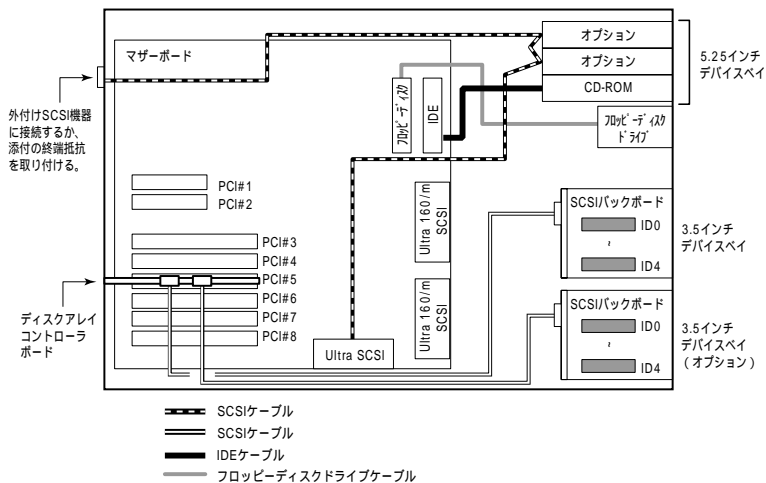 マザーボード
オプション
オプション
CD-ROM
5.25インチ
デバイスベイ
フロッピーディスク
IDE
フロッピーディスク
ドライブ
外付けSCSI機器
に接続するか、
添付の終端抵抗
を取り付ける。
PCI#1
PCI#2
PCI#3
PCI#4
PCI#5
PCI#6
PCI#7
PCI#8
Ultra 160/m
SCSI
Ultra 160/m
SCSI
Ultra SCSI
SCSIバックボード
ID0
~
ID4
3.5インチ
デバイスベイ
SCSIバックボード
ID0
~
ID4
3.5インチ
デバイスベイ
(オプション)
ディスクアレイ
コントローラ
ボード
SCSIケーブル
SCSIケーブル
IDEケーブル
フロッピーディスクドライブケーブル